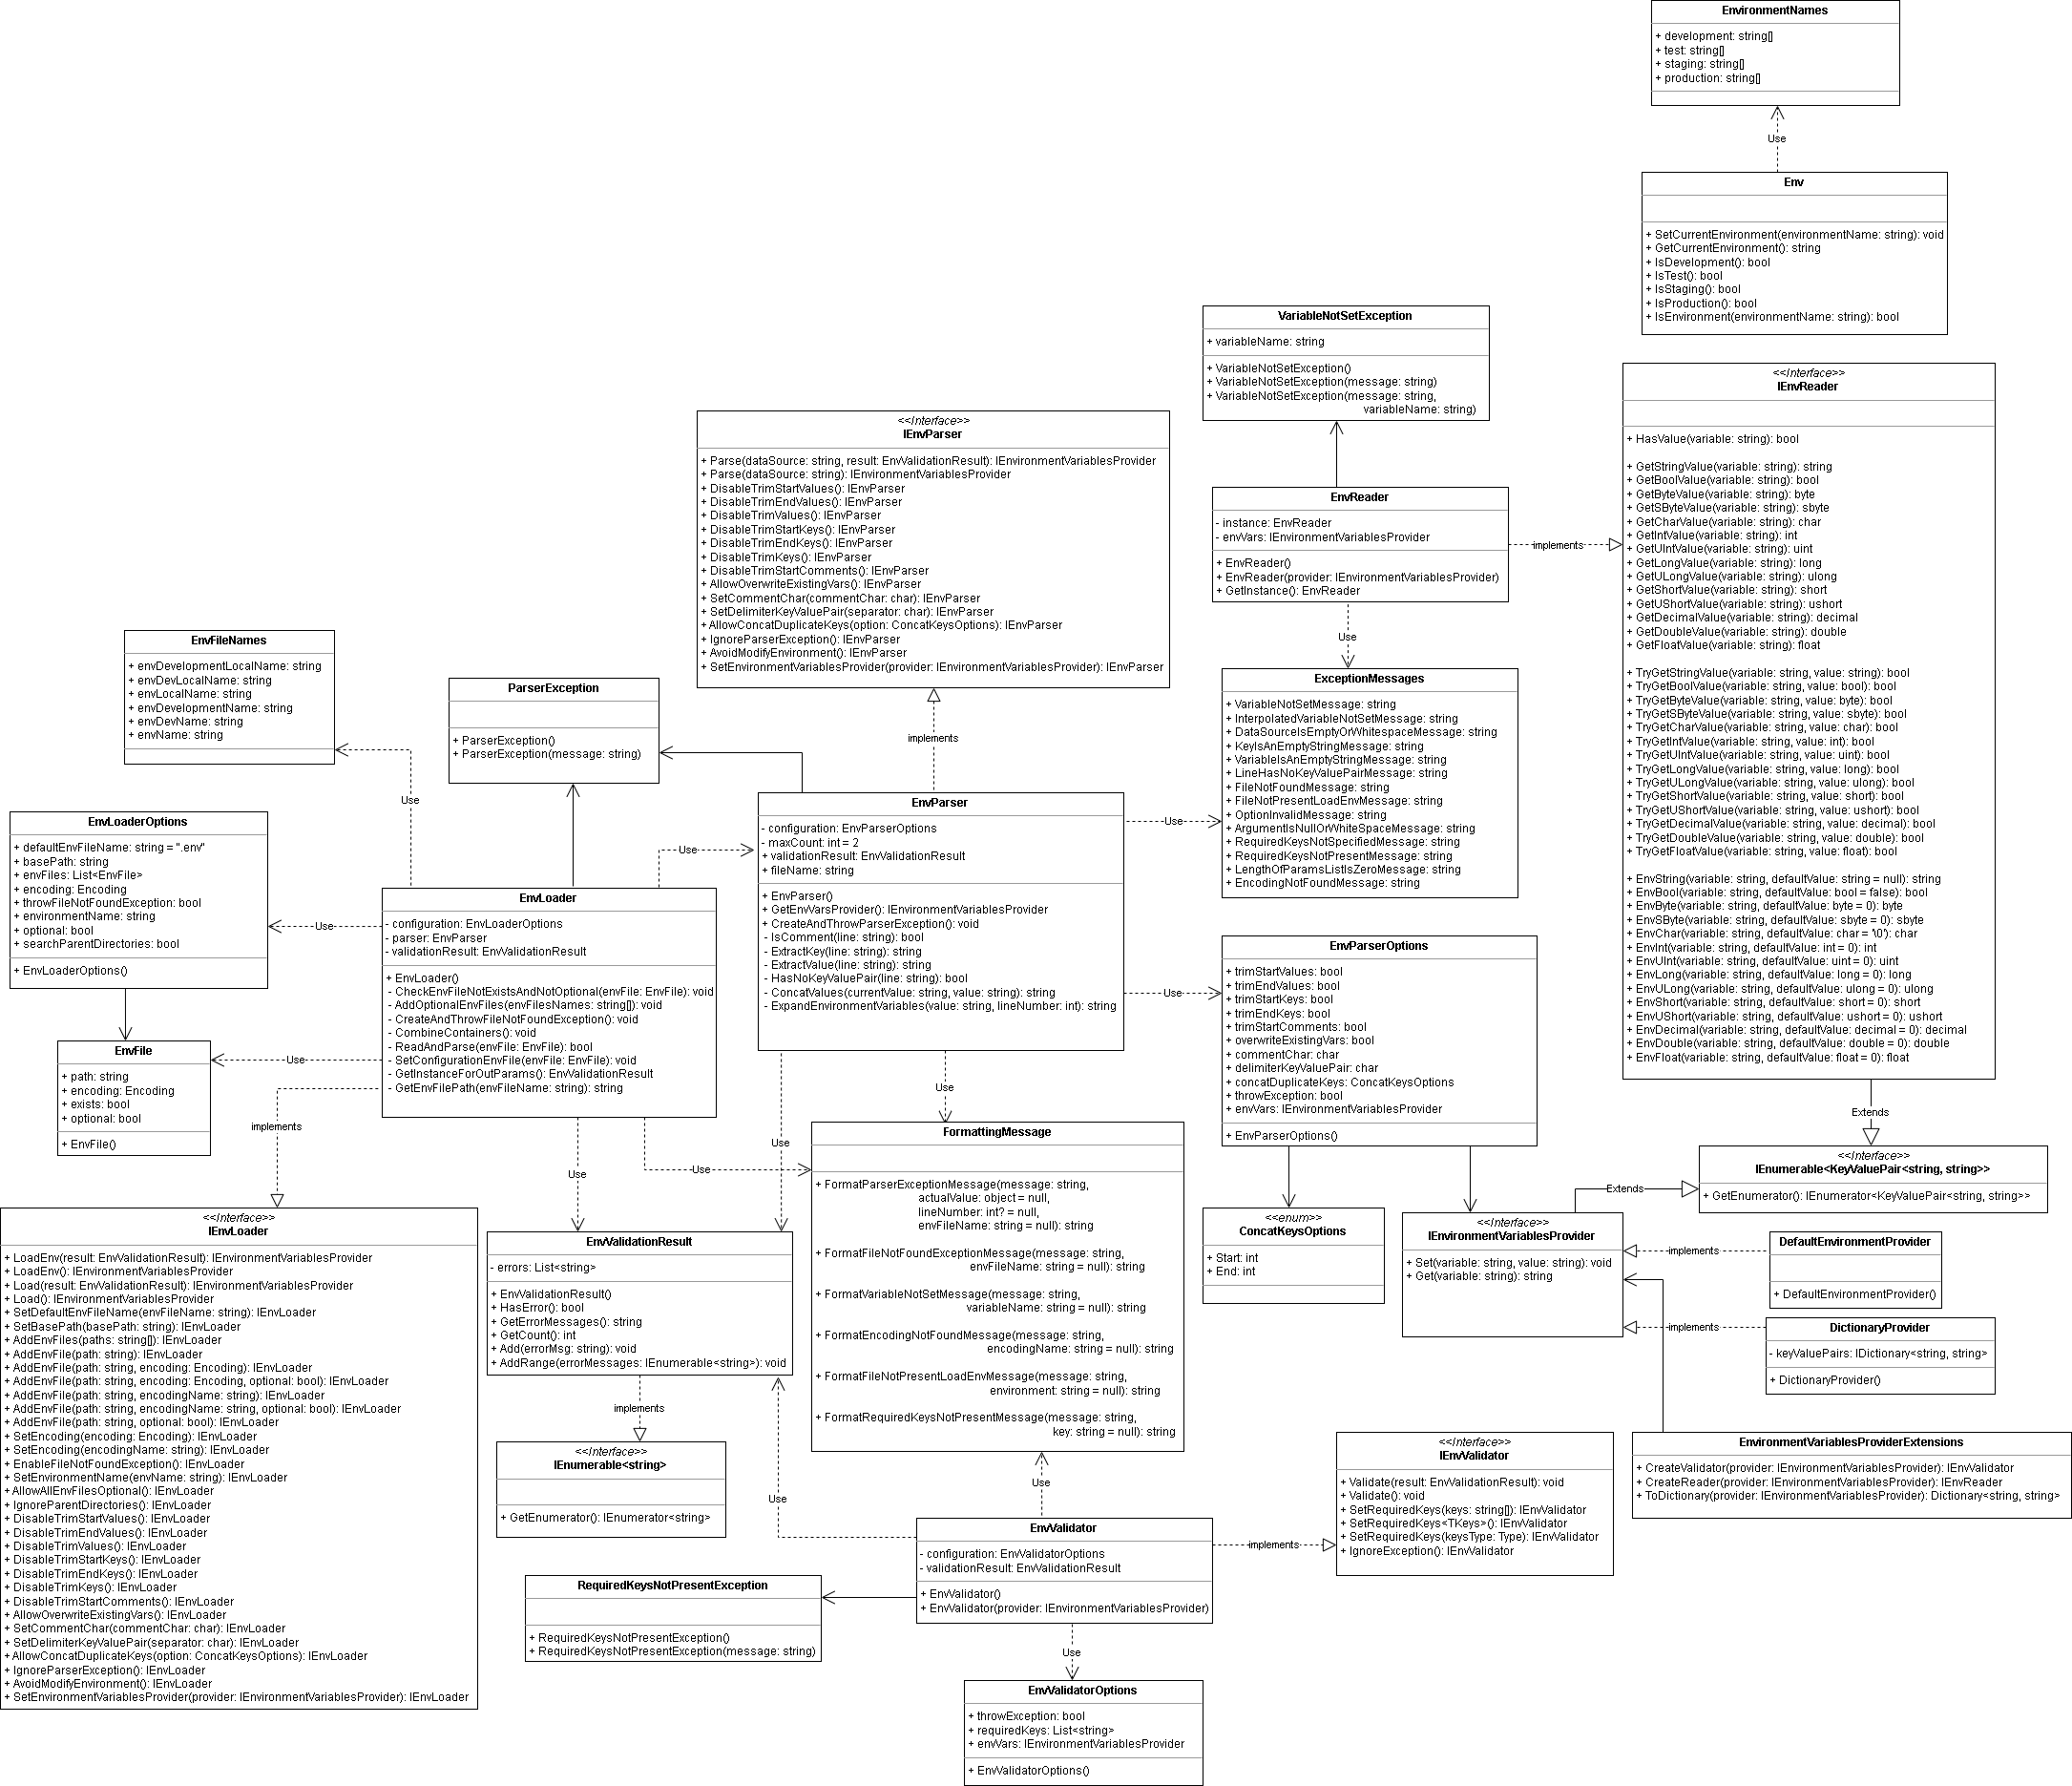 EnvironmentNames
+ development: string[]
+ test: string[]
+ staging: string[]
+ production: string[]
Use
Env
+ SetCurrentEnvironment(environmentName: string): void
+ GetCurrentEnvironment(): string
+ IsDevelopment(): bool
+ IsTest(): bool
+ IsStaging(): bool
+ IsProduction(): bool
+ IsEnvironment(environmentName: string): bool
VariableNotSetException
+ variableName: string
+ VariableNotSetException()
+ VariableNotSetException(message: string)
+ VariableNotSetException(message: string,
variableName: string)
EnvReader
- instance: EnvReader
- envVars: IEnvironmentVariablesProvider
+ EnvReader()
+ EnvReader(provider: IEnvironmentVariablesProvider)
+ GetInstance(): EnvReader
implements
Use
<<Interface>>
IEnvReader
+ HasValue(variable: string): bool
+ GetStringValue(variable: string): string
+ GetBoolValue(variable: string): bool
+ GetByteValue(variable: string): byte
+ GetSByteValue(variable: string): sbyte
+ GetCharValue(variable: string): char
+ GetIntValue(variable: string): int
+ GetUIntValue(variable: string): uint
+ GetLongValue(variable: string): long
+ GetULongValue(variable: string): ulong
+ GetShortValue(variable: string): short
+ GetUShortValue(variable: string): ushort
+ GetDecimalValue(variable: string): decimal
+ GetDoubleValue(variable: string): double
+ GetFloatValue(variable: string): float
+ TryGetStringValue(variable: string, value: string): bool
+ TryGetBoolValue(variable: string, value: bool): bool
+ TryGetByteValue(variable: string, value: byte): bool
+ TryGetSByteValue(variable: string, value: sbyte): bool
+ TryGetCharValue(variable: string, value: char): bool
+ TryGetIntValue(variable: string, value: int): bool
+ TryGetUIntValue(variable: string, value: uint): bool
+ TryGetLongValue(variable: string, value: long): bool
+ TryGetULongValue(variable: string, value: ulong): bool
+ TryGetShortValue(variable: string, value: short): bool
+ TryGetUShortValue(variable: string, value: ushort): bool
+ TryGetDecimalValue(variable: string, value: decimal): bool
+ TryGetDoubleValue(variable: string, value: double): bool
+ TryGetFloatValue(variable: string, value: float): bool
+ EnvString(variable: string, defaultValue: string = null): string
+ EnvBool(variable: string, defaultValue: bool = false): bool
+ EnvByte(variable: string, defaultValue: byte = 0): byte
+ EnvSByte(variable: string, defaultValue: sbyte = 0): sbyte
+ EnvChar(variable: string, defaultValue: char = '\0'): char
+ EnvInt(variable: string, defaultValue: int = 0): int
+ EnvUInt(variable: string, defaultValue: uint = 0): uint
+ EnvLong(variable: string, defaultValue: long = 0): long
+ EnvULong(variable: string, defaultValue: ulong = 0): ulong
+ EnvShort(variable: string, defaultValue: short = 0): short
+ EnvUShort(variable: string, defaultValue: ushort = 0): ushort
+ EnvDecimal(variable: string, defaultValue: decimal = 0): decimal
+ EnvDouble(variable: string, defaultValue: double = 0): double
+ EnvFloat(variable: string, defaultValue: float = 0): float
Extends
<<Interface>>
IEnvParser
+ Parse(dataSource: string, result: EnvValidationResult): IEnvironmentVariablesProvider
+ Parse(dataSource: string): IEnvironmentVariablesProvider
+ DisableTrimStartValues(): IEnvParser
+ DisableTrimEndValues(): IEnvParser
+ DisableTrimValues(): IEnvParser
+ DisableTrimStartKeys(): IEnvParser
+ DisableTrimEndKeys(): IEnvParser
+ DisableTrimKeys(): IEnvParser
+ DisableTrimStartComments(): IEnvParser
+ AllowOverwriteExistingVars(): IEnvParser
+ SetCommentChar(commentChar: char): IEnvParser
+ SetDelimiterKeyValuePair(separator: char): IEnvParser
+ AllowConcatDuplicateKeys(option: ConcatKeysOptions): IEnvParser
+ IgnoreParserException(): IEnvParser
+ AvoidModifyEnvironment(): IEnvParser
+ SetEnvironmentVariablesProvider(provider: IEnvironmentVariablesProvider): IEnvParser
implements
EnvFileNames
+ envDevelopmentLocalName: string
+ envDevLocalName: string
+ envLocalName: string
+ envDevelopmentName: string
+ envDevName: string
+ envName: string
Use
ParserException
+ ParserException()
+ ParserException(message: string)
ExceptionMessages
+ VariableNotSetMessage: string
+ InterpolatedVariableNotSetMessage: string
+ DataSourceIsEmptyOrWhitespaceMessage: string
+ KeyIsAnEmptyStringMessage: string
+ VariableIsAnEmptyStringMessage: string
+ LineHasNoKeyValuePairMessage: string
+ FileNotFoundMessage: string
+ FileNotPresentLoadEnvMessage: string
+ OptionInvalidMessage: string
+ ArgumentIsNullOrWhiteSpaceMessage: string
+ RequiredKeysNotSpecifiedMessage: string
+ RequiredKeysNotPresentMessage: string
+ LengthOfParamsListIsZeroMessage: string
+ EncodingNotFoundMessage: string
EnvParser
- configuration: EnvParserOptions
- maxCount: int = 2
+ validationResult: EnvValidationResult
+ fileName: string
+ EnvParser()
+ GetEnvVarsProvider(): IEnvironmentVariablesProvider
+ CreateAndThrowParserException(): void
- IsComment(line: string): bool
- ExtractKey(line: string): string
- ExtractValue(line: string): string
- HasNoKeyValuePair(line: string): bool
- ConcatValues(currentValue: string, value: string): string
- ExpandEnvironmentVariables(value: string, lineNumber: int): string
Use
Use
Use
Use
Use
EnvLoaderOptions
+ defaultEnvFileName: string = ".env"
+ basePath: string
+ envFiles: List<EnvFile>
+ encoding: Encoding
+ throwFileNotFoundException: bool
+ environmentName: string
+ optional: bool
+ searchParentDirectories: bool
+ EnvLoaderOptions()
Use
EnvLoader
- configuration: EnvLoaderOptions
- parser: EnvParser
- validationResult: EnvValidationResult
+ EnvLoader()
- CheckEnvFileNotExistsAndNotOptional(envFile: EnvFile): void
- AddOptionalEnvFiles(envFilesNames: string[]): void
- CreateAndThrowFileNotFoundException(): void
- CombineContainers(): void
- ReadAndParse(envFile: EnvFile): bool
- SetConfigurationEnvFile(envFile: EnvFile): void
- GetInstanceForOutParams(): EnvValidationResult
- GetEnvFilePath(envFileName: string): string
EnvFile
+ path: string
+ encoding: Encoding
+ exists: bool
+ optional: bool
+ EnvFile()
Use
implements
Use
Use
EnvParserOptions
+ trimStartValues: bool
+ trimEndValues: bool
+ trimStartKeys: bool
+ trimEndKeys: bool
+ trimStartComments: bool
+ overwriteExistingVars: bool
+ commentChar: char
+ delimiterKeyValuePair: char
+ concatDuplicateKeys: ConcatKeysOptions
+ throwException: bool
+ envVars: IEnvironmentVariablesProvider
+ EnvParserOptions()
<<Interface>>
IEnumerable<KeyValuePair<string, string>>
+ GetEnumerator(): IEnumerator<KeyValuePair<string, string>>
Extends
<<enum>>
ConcatKeysOptions
+ Start: int
+ End: int
<<Interface>>
IEnvironmentVariablesProvider
+ Set(variable: string, value: string): void
+ Get(variable: string): string
implements
DefaultEnvironmentProvider
+ DefaultEnvironmentProvider()
implements
DictionaryProvider
- keyValuePairs: IDictionary<string, string>
+ DictionaryProvider()
EnvironmentVariablesProviderExtensions
+ CreateValidator(provider: IEnvironmentVariablesProvider): IEnvValidator
+ CreateReader(provider: IEnvironmentVariablesProvider): IEnvReader
+ ToDictionary(provider: IEnvironmentVariablesProvider): Dictionary<string, string>
<<Interface>>
IEnvLoader
+ LoadEnv(result: EnvValidationResult): IEnvironmentVariablesProvider
+ LoadEnv(): IEnvironmentVariablesProvider
+ Load(result: EnvValidationResult): IEnvironmentVariablesProvider
+ Load(): IEnvironmentVariablesProvider
+ SetDefaultEnvFileName(envFileName: string): IEnvLoader
+ SetBasePath(basePath: string): IEnvLoader
+ AddEnvFiles(paths: string[]): IEnvLoader
+ AddEnvFile(path: string): IEnvLoader
+ AddEnvFile(path: string, encoding: Encoding): IEnvLoader
+ AddEnvFile(path: string, encoding: Encoding, optional: bool): IEnvLoader
+ AddEnvFile(path: string, encodingName: string): IEnvLoader
+ AddEnvFile(path: string, encodingName: string, optional: bool): IEnvLoader
+ AddEnvFile(path: string, optional: bool): IEnvLoader
+ SetEncoding(encoding: Encoding): IEnvLoader
+ SetEncoding(encodingName: string): IEnvLoader
+ EnableFileNotFoundException(): IEnvLoader
+ SetEnvironmentName(envName: string): IEnvLoader
+ AllowAllEnvFilesOptional(): IEnvLoader
+ IgnoreParentDirectories(): IEnvLoader
+ DisableTrimStartValues(): IEnvLoader
+ DisableTrimEndValues(): IEnvLoader
+ DisableTrimValues(): IEnvLoader
+ DisableTrimStartKeys(): IEnvLoader
+ DisableTrimEndKeys(): IEnvLoader
+ DisableTrimKeys(): IEnvLoader
+ DisableTrimStartComments(): IEnvLoader
+ AllowOverwriteExistingVars(): IEnvLoader
+ SetCommentChar(commentChar: char): IEnvLoader
+ SetDelimiterKeyValuePair(separator: char): IEnvLoader
+ AllowConcatDuplicateKeys(option: ConcatKeysOptions): IEnvLoader
+ IgnoreParserException(): IEnvLoader
+ AvoidModifyEnvironment(): IEnvLoader
+ SetEnvironmentVariablesProvider(provider: IEnvironmentVariablesProvider): IEnvLoader
EnvValidationResult
- errors: List<string>
+ EnvValidationResult()
+ HasError(): bool
+ GetErrorMessages(): string
+ GetCount(): int
+ Add(errorMsg: string): void
+ AddRange(errorMessages: IEnumerable<string>): void
implements
<<Interface>>
IEnumerable<string>
+ GetEnumerator(): IEnumerator<string>
FormattingMessage
+ FormatParserExceptionMessage(message: string,
actualValue: object = null,
lineNumber: int? = null,
envFileName: string = null): string
+ FormatFileNotFoundExceptionMessage(message: string,
envFileName: string = null): string
+ FormatVariableNotSetMessage(message: string,
variableName: string = null): string
+ FormatEncodingNotFoundMessage(message: string,
encodingName: string = null): string
+ FormatFileNotPresentLoadEnvMessage(message: string,
environment: string = null): string
+ FormatRequiredKeysNotPresentMessage(message: string,
key: string = null): string
Use
Use
EnvValidator
- configuration: EnvValidatorOptions
- validationResult: EnvValidationResult
+ EnvValidator()
+ EnvValidator(provider: IEnvironmentVariablesProvider)
implements
<<Interface>>
IEnvValidator
+ Validate(result: EnvValidationResult): void
+ Validate(): void
+ SetRequiredKeys(keys: string[]): IEnvValidator
+ SetRequiredKeys<TKeys>(): IEnvValidator
+ SetRequiredKeys(keysType: Type): IEnvValidator
+ IgnoreException(): IEnvValidator
RequiredKeysNotPresentException
+ RequiredKeysNotPresentException()
+ RequiredKeysNotPresentException(message: string)
Use
EnvValidatorOptions
+ throwException: bool
+ requiredKeys: List<string>
+ envVars: IEnvironmentVariablesProvider
+ EnvValidatorOptions()